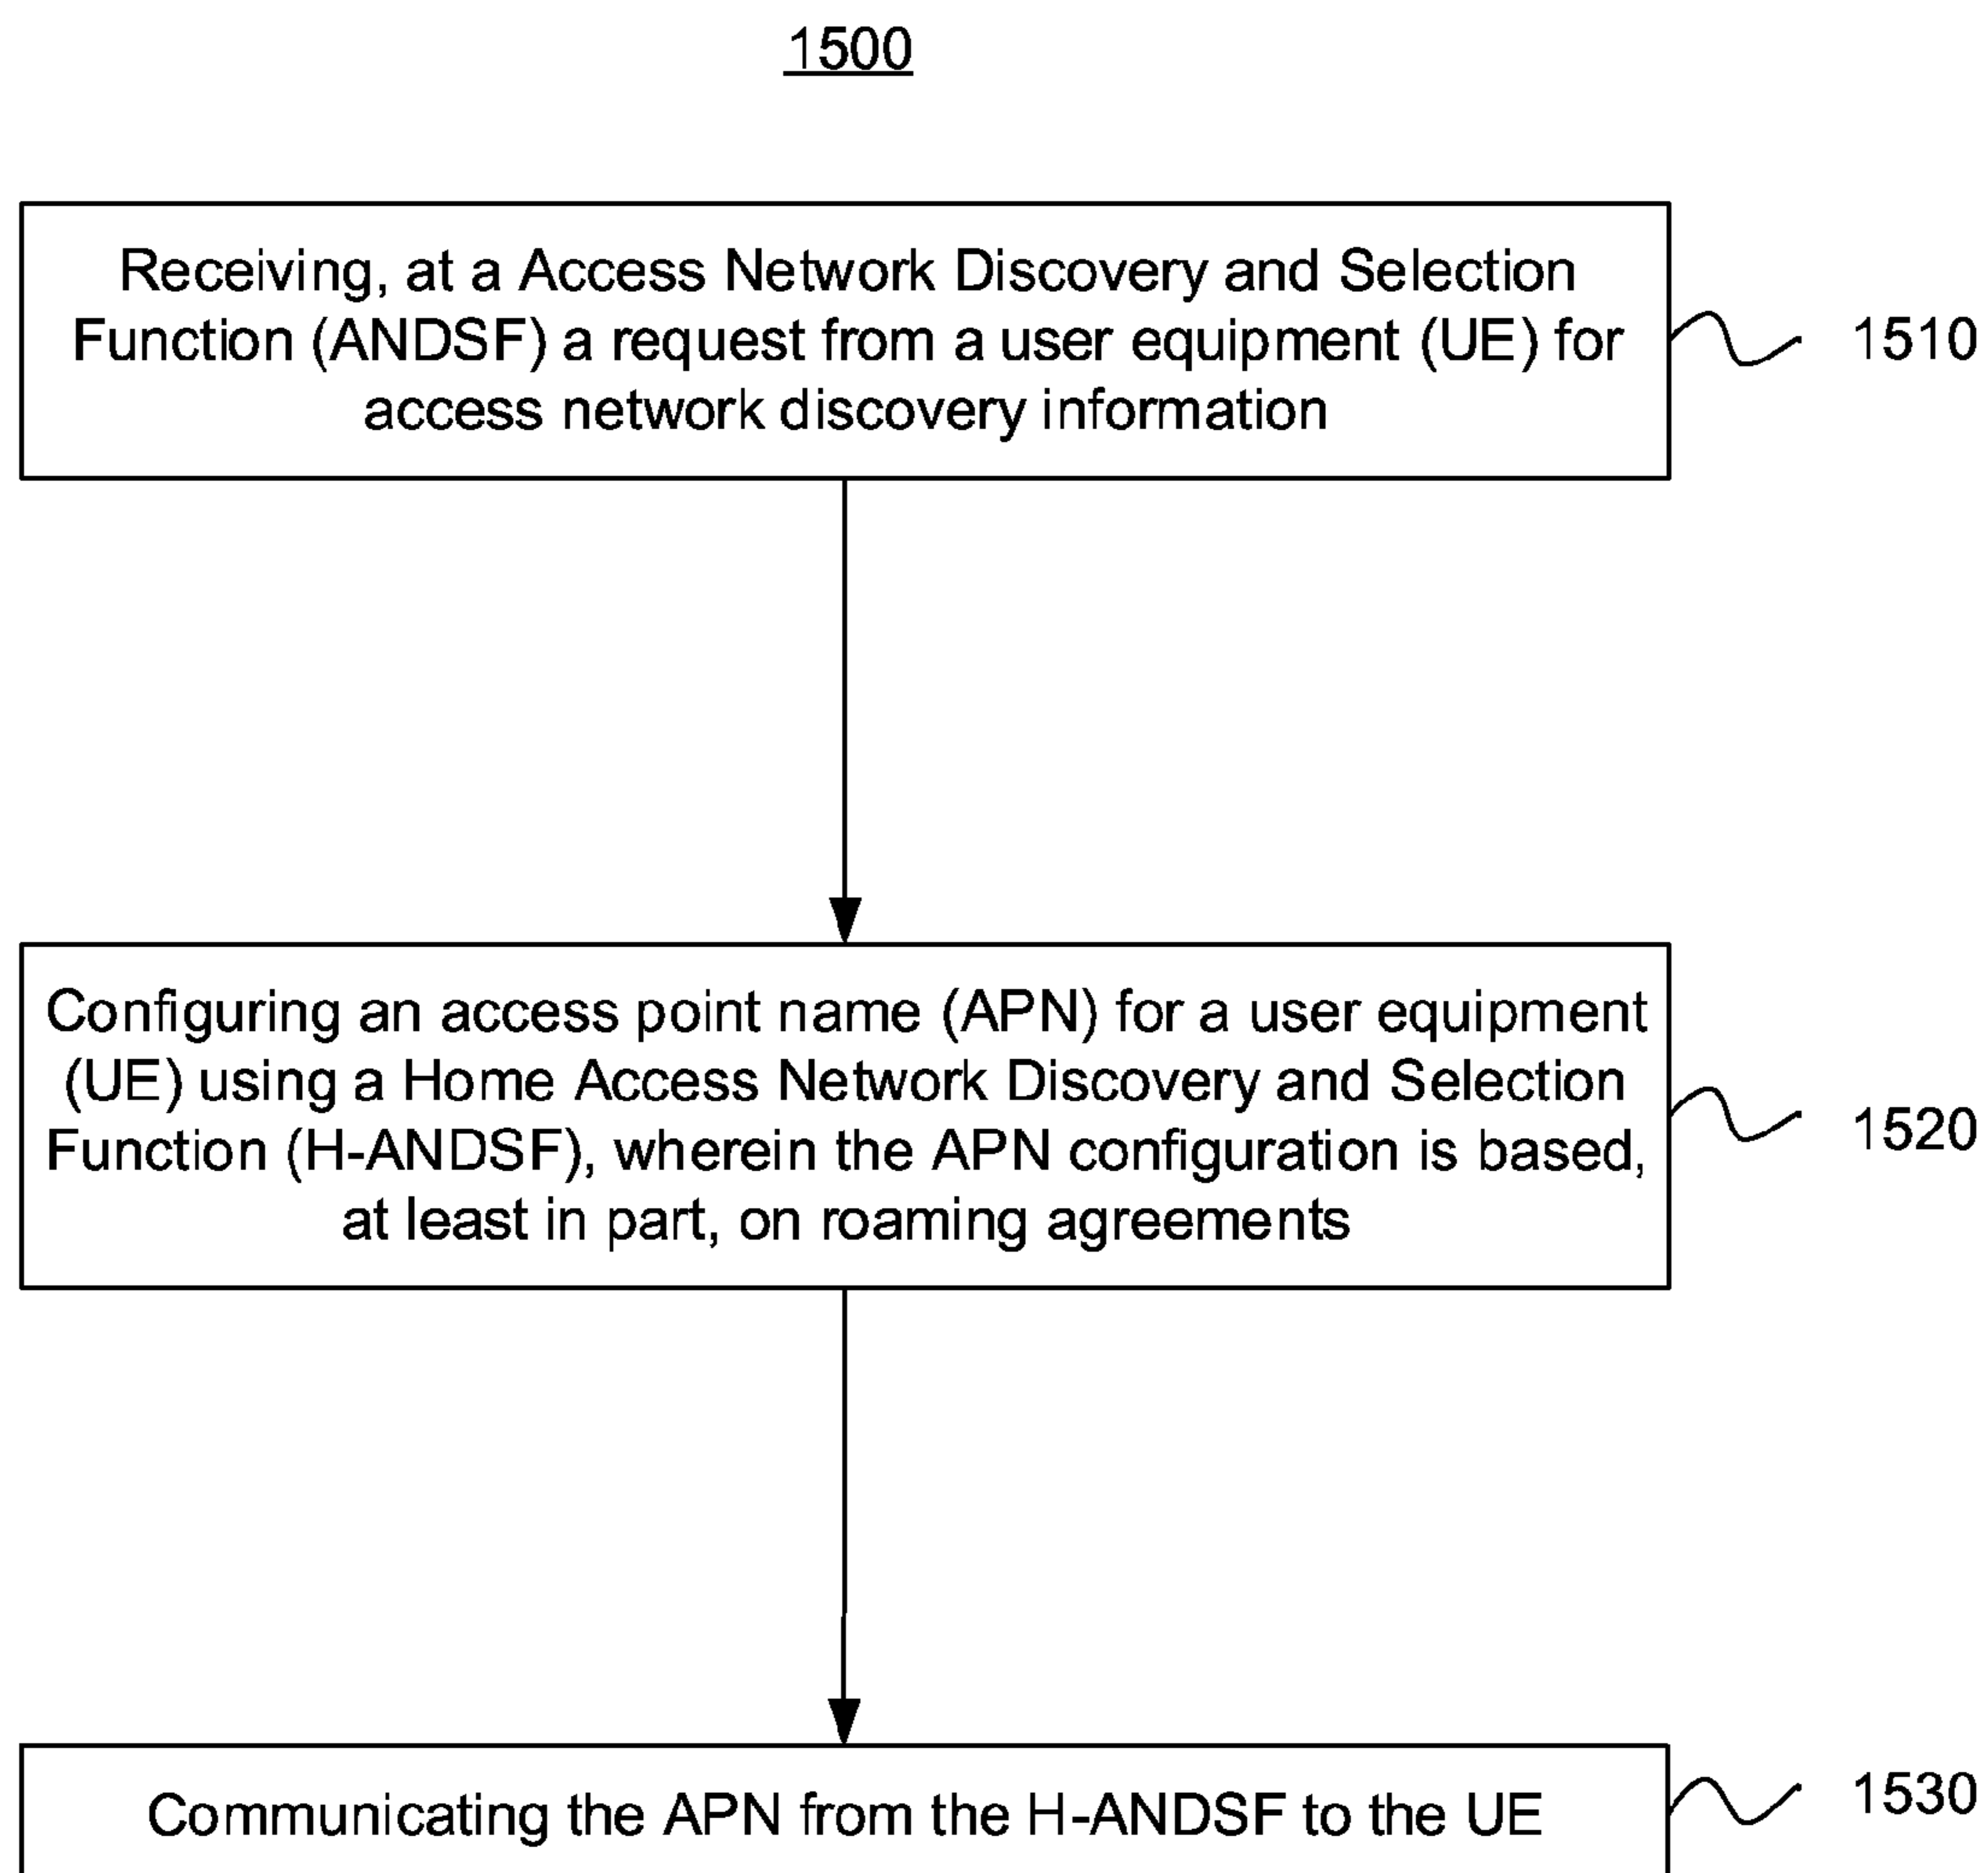 1500
Receiving, at a Access Network Discovery and Selection
Function (ANDSF) a request from a user equipment (UE) for
access network discovery information
1510
Configuring an access point name (APN) for a user equipment
(UE) using a Home Access Network Discovery and Selection
Function (H-ANDSF), wherein the APN configuration is based,
at least in part, on roaming agreements
1520
Communicating the APN from the H-ANDSF to the UE
1530